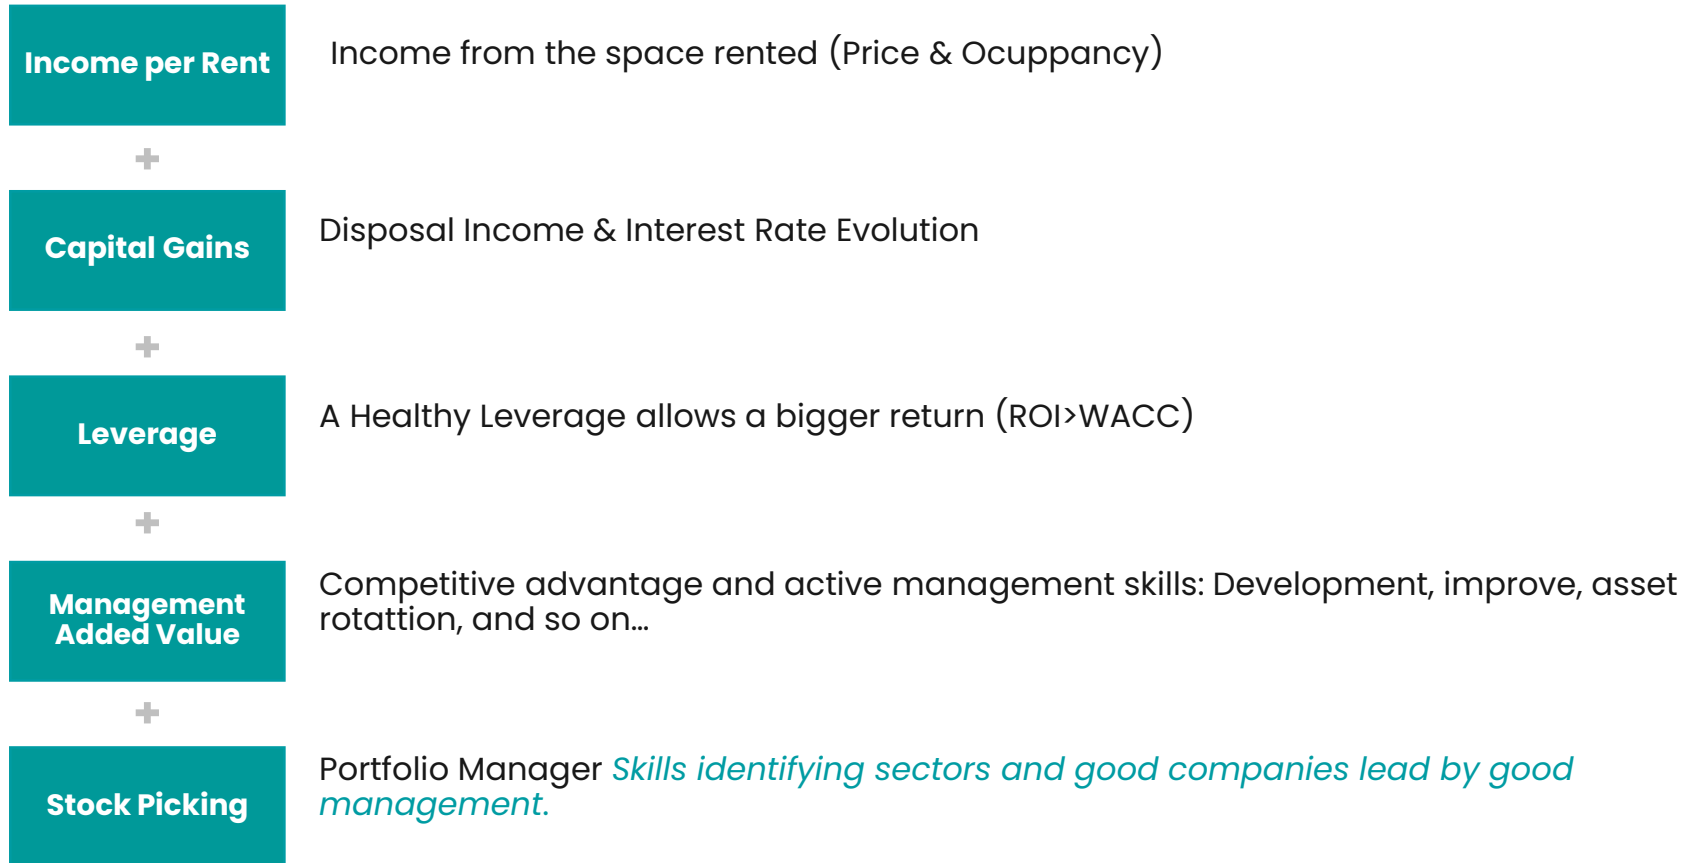 Income per Rent
Income from the space rented (Price & Ocuppancy)
Capital Gains
Disposal Income & Interest Rate Evolution
Leverage
A Healthy Leverage allows a bigger return (ROI>WACC)
Management
Added Value
Competitive advantage and active management skills: Development, improve, asset
rotattion, and so on…
Stock Picking
Portfolio Manager Skills identifying sectors and good companies lead by good
management.